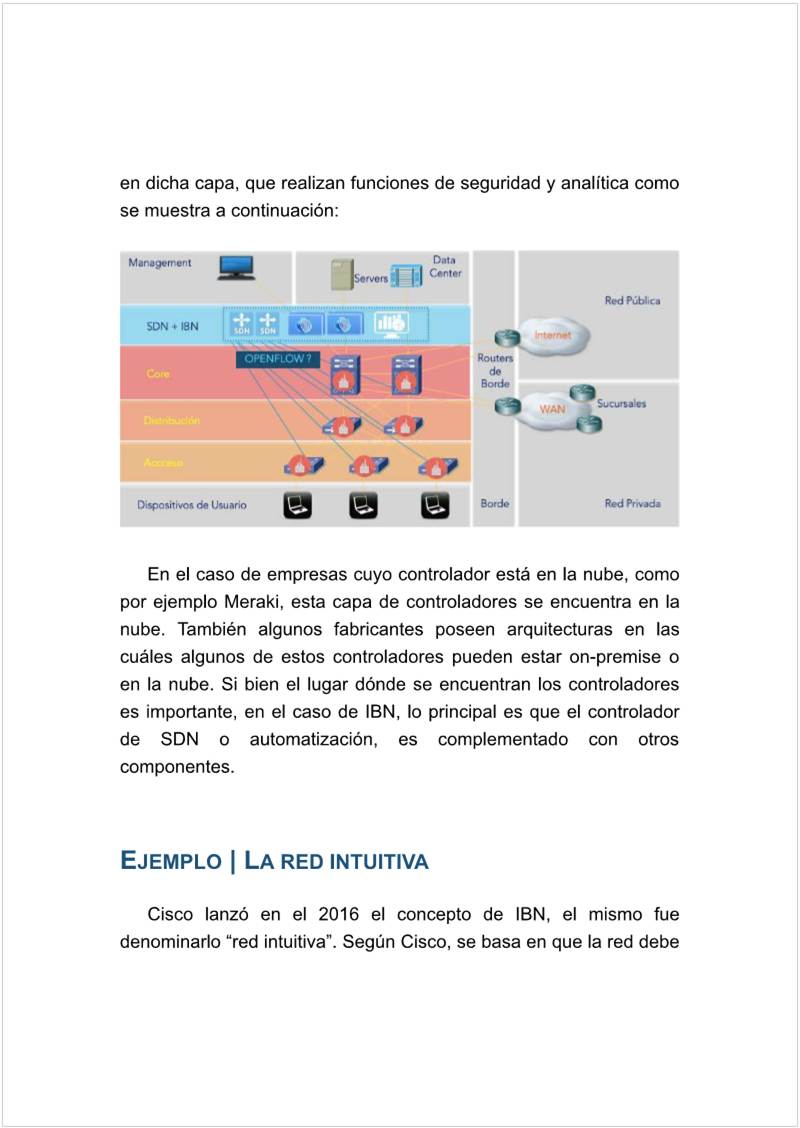 en dicha capa, que realizan funciones de seguridad y analítica como
se muestra a continuación:
Management
Servers
Data
Center
Red Pública
SDN + IBN
SDN
SDN
Internet
OPENFLOW ?
Routers
de
Borde
Core
WAN
Sucursales
Distribución
Accceso
Dispositivos de Usuario
Borde
Red Privada
En el caso de empresas cuyo controlador está en la nube, como
por ejemplo Meraki, esta capa de controladores se encuentra en la
nube. También algunos fabricantes poseen arquitecturas en las
cuáles algunos de estos controladores pueden estar on-premise o
en la nube. Si bien el lugar dónde se encuentran los controladores
es importante, en el caso de IBN, lo principal es que el controlador
de SDN o automatización, es complementado con otros
componentes.
EJEMPLO | LA RED INTUITIVA
Cisco lanzó en el 2016 el concepto de IBN, el mismo fue
denominarlo “red intuitiva”. Según Cisco, se basa en que la red debe